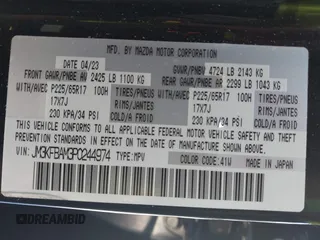 MFD. BY MAZDA MOTOR CORPORATION
DATE 04/23
GVWR/PNBV 4724 LB 2143 KG
FRONT GAWR/PNBE AV 2425 LB 1100 KG
REAR GAWR/PNBE AR 2299 LB 1043 KG
WITH/AVEC P225/65R17 100H TIRES/PNEUS
WITH/AVEC P225/65R17 100H TIRES/PNEUS
17X7J RIMS/JANTES
17X7J RIMS/JANTES
230 KPA/34 PSI COLD/A FROID
230 KPA/34 PSI COLD/A FROID
THIS VEHICLE CONFORMS TO ALL APPLICABLE FEDERAL MOTOR VEHICLE SAFETY AND THEFT
PREVENTION STANDARDS IN EFFECT ON THE DATE OF MANUFACTURE SHOWN ABOVE.
VIN: JM3KFBAM3P0244974 TYPE:MPV COLOR CODE: 41W MADE IN JAPAN
DREAMBID